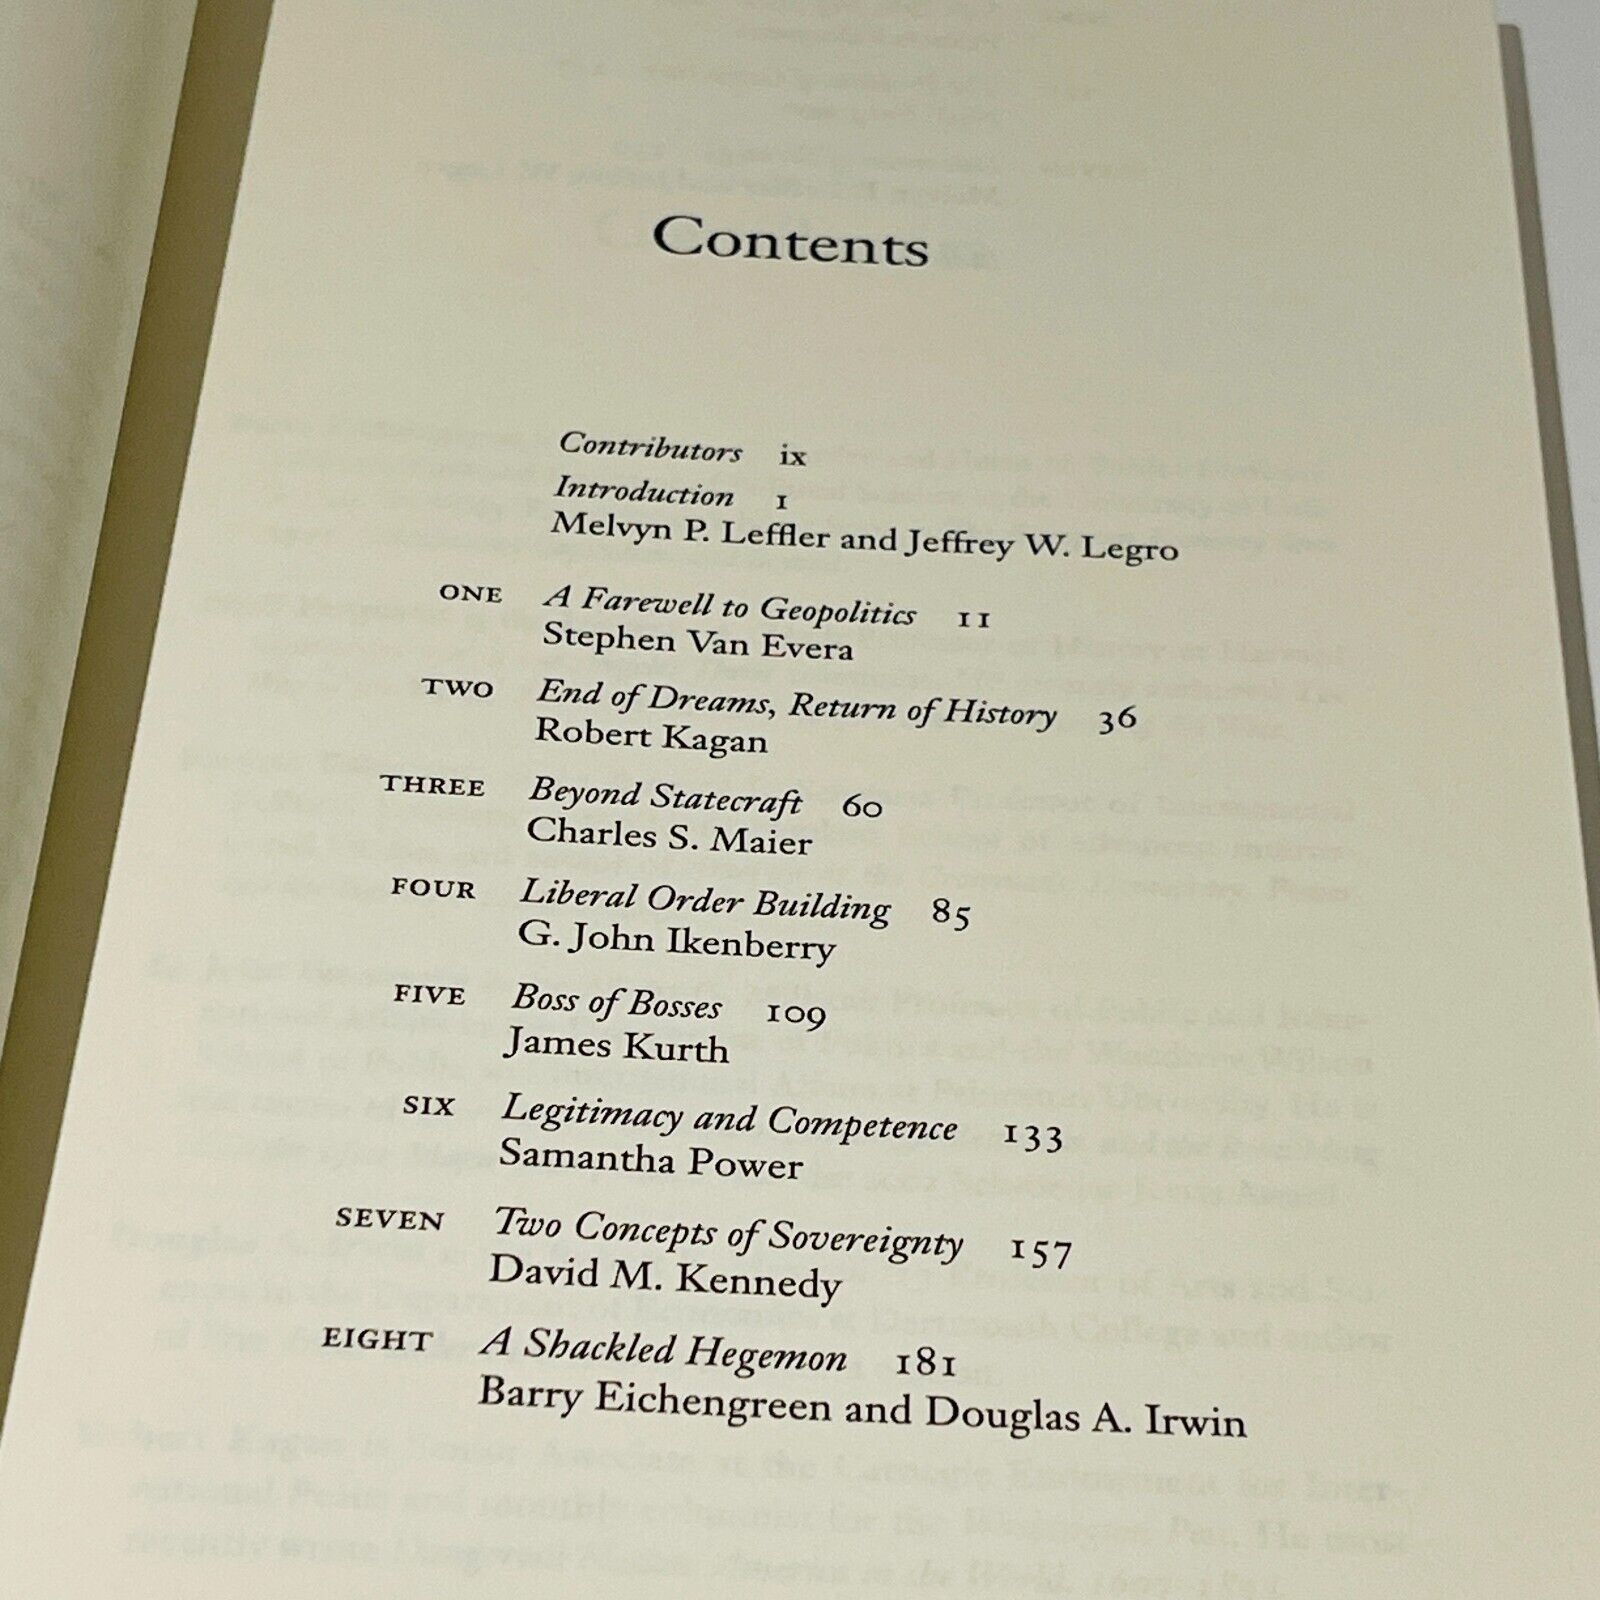 Contents
Contributors ix
Introduction 1
Melvyn P. Leffler and Jeffrey W. Legro
ONE A Farewell to Geopolitics 11
Stephen Van Evera
TWO End of Dreams, Return of History 36
Robert Kagan
THREE Beyond Statecraft 60
Charles S. Maier
FOUR Liberal Order Building 85
G. John Ikenberry
FIVE Boss of Bosses 109
James Kurth
SIX Legitimacy and Competence 133
Samantha Power
SEVEN Two Concepts of Sovereignty 157
David M. Kennedy
EIGHT A Shackled Hegemon 181
Barry Eichengreen and Douglas A. Irwin